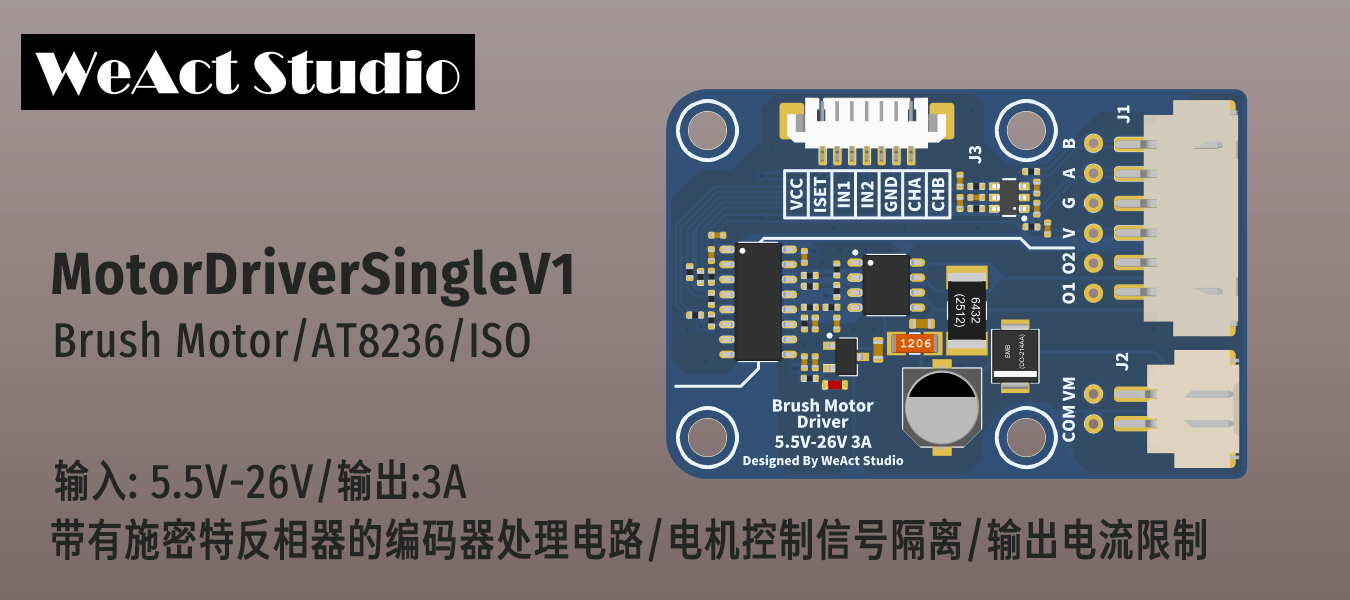 WeAct Studio
MotorDriverSingleV1
Brush Motor/AT8236/ISO
输入: 5.5V-26V/输出:3A
带有施密特反相器的编码器处理电路/电机控制信号隔离/输出电流限制
J1
J3
B
A
G
V
O2
O1
VCC
ISET
IN1
IN2
GND
CHA
CHB
6432
(2512)
1206
SMB
(DO-214AA)
J2
VM
COM
Brush Motor
Driver
5.5V-26V 3A
Designed By WeAct Studio